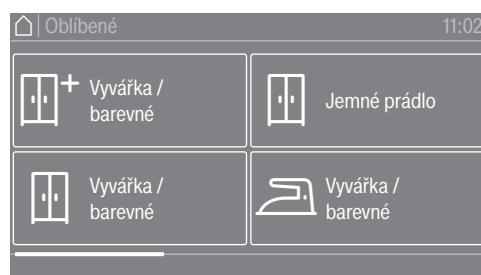 Oblíbené 11:02
Vyvářka /
barevné
Jemné prádlo
Vyvářka /
barevné
Vyvářka /
barevné